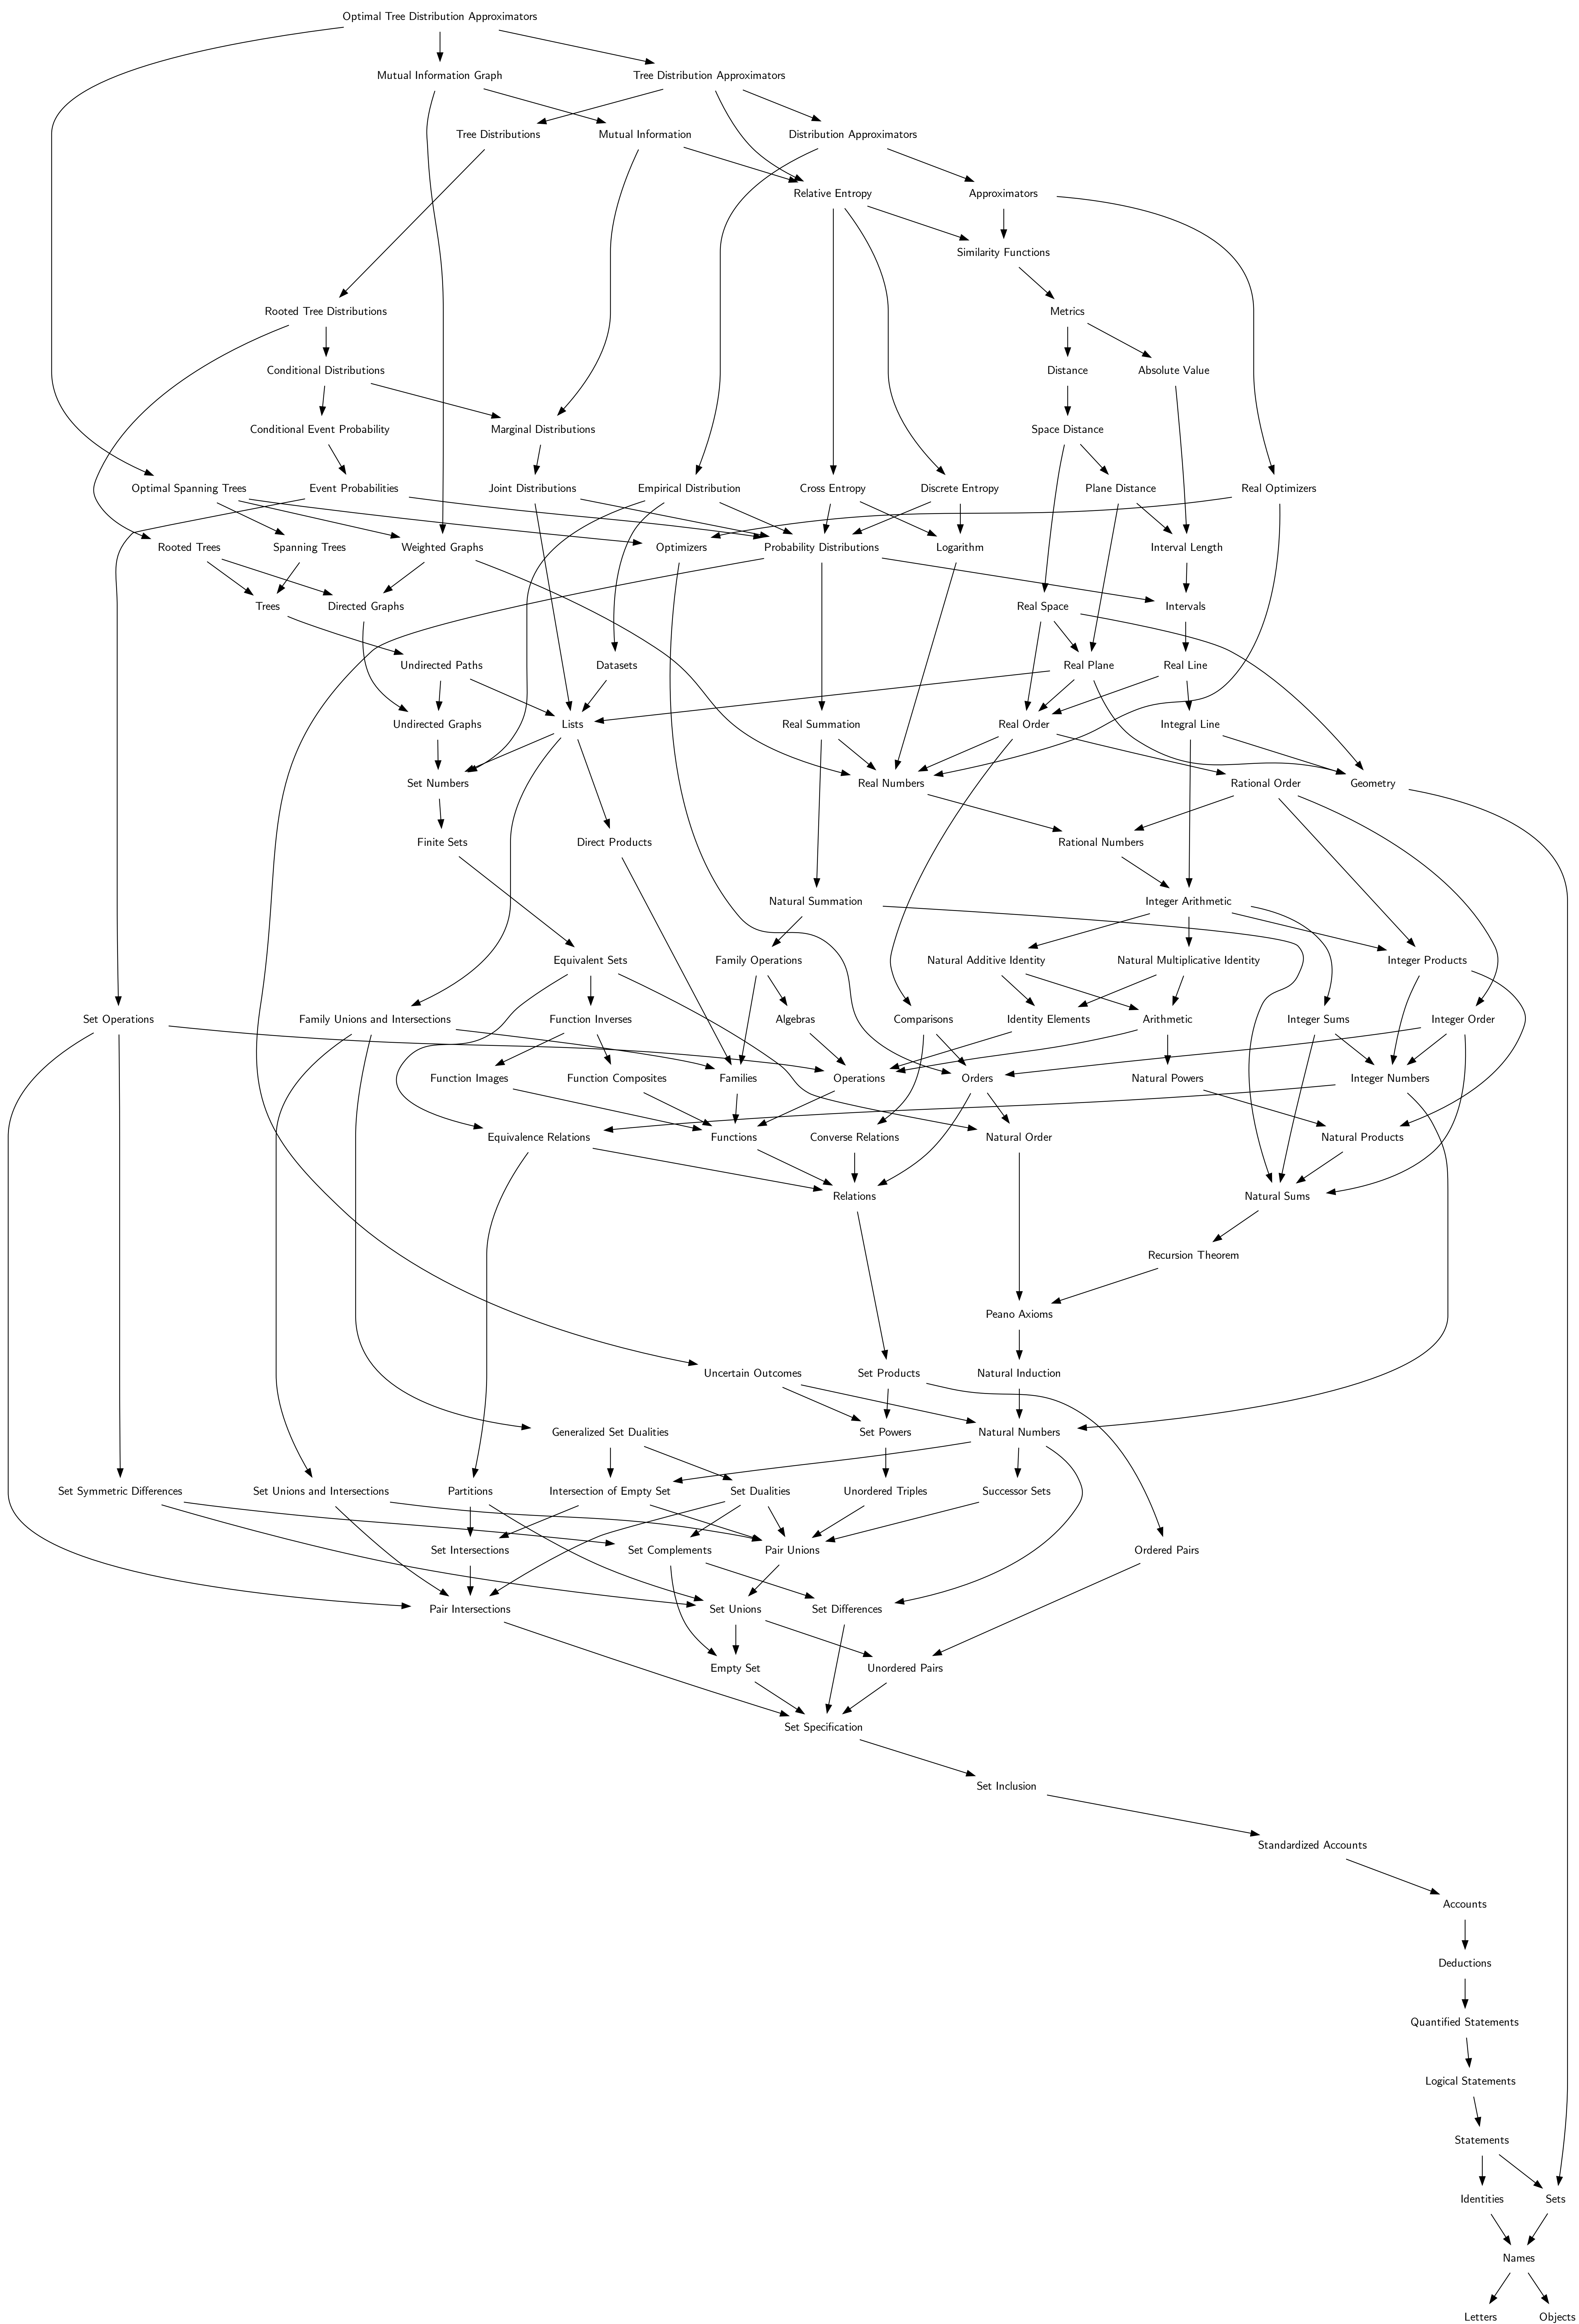 Optimal Tree Distribution Approximators
Mutual Information Graph
Tree Distribution Approximators
Tree Distributions
Mutual Information
Distribution Approximators
Relative Entropy
Approximators
Similarity Functions
Rooted Tree Distributions
Metrics
Conditional Distributions
Distance
Absolute Value
Conditional Event Probability
Marginal Distributions
Space Distance
Optimal Spanning Trees
Event Probabilities
Joint Distributions
Empirical Distribution
Cross Entropy
Discrete Entropy
Plane Distance
Real Optimizers
Rooted Trees
Spanning Trees
Weighted Graphs
Optimizers
Probability Distributions
Logarithm
Interval Length
Trees
Directed Graphs
Real Space
Intervals
Undirected Paths
Datasets
Real Plane
Real Line
Undirected Graphs
Lists
Real Summation
Real Order
Integral Line
Set Numbers
Real Numbers
Rational Order
Geometry
Finite Sets
Direct Products
Rational Numbers
Natural Summation
Integer Arithmetic
Equivalent Sets
Family Operations
Natural Additive Identity
Natural Multiplicative Identity
Integer Products
Set Operations
Family Unions and Intersections
Function Inverses
Algebras
Comparisons
Identity Elements
Arithmetic
Integer Sums
Integer Order
Function Images
Function Composites
Families
Operations
Orders
Natural Powers
Integer Numbers
Equivalence Relations
Functions
Converse Relations
Natural Order
Natural Products
Relations
Natural Sums
Recursion Theorem
Peano Axioms
Uncertain Outcomes
Set Products
Natural Induction
Generalized Set Dualities
Set Powers
Natural Numbers
Set Symmetric Differences
Set Unions and Intersections
Partitions
Intersection of Empty Set
Set Dualities
Unordered Triples
Successor Sets
Set Intersections
Set Complements
Pair Unions
Ordered Pairs
Pair Intersections
Set Unions
Set Differences
Empty Set
Unordered Pairs
Set Specification
Set Inclusion
Standardized Accounts
Accounts
Deductions
Quantified Statements
Logical Statements
Statements
Identities
Sets
Names
Letters
Objects